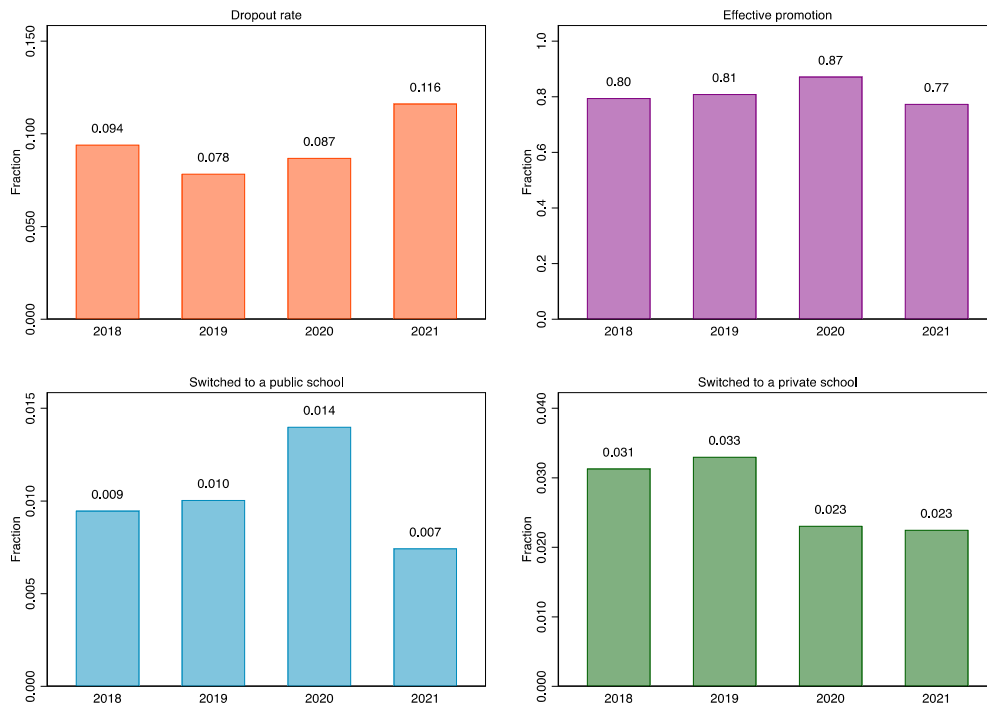 Dropout rate
Fraction
0.150
0.100
0.050
0.000
0.094
0.078
0.087
0.116
2018 2019 2020 2021
Effective promotion
Fraction
1.0
0.8
0.6
0.4
0.2
0.0
0.80
0.81
0.87
0.77
2018 2019 2020 2021
Switched to a public school
Fraction
0.015
0.010
0.005
0.000
0.009
0.010
0.014
0.007
2018 2019 2020 2021
Switched to a private school
Fraction
0.040
0.030
0.020
0.010
0.000
0.031
0.033
0.023
0.023
2018 2019 2020 2021